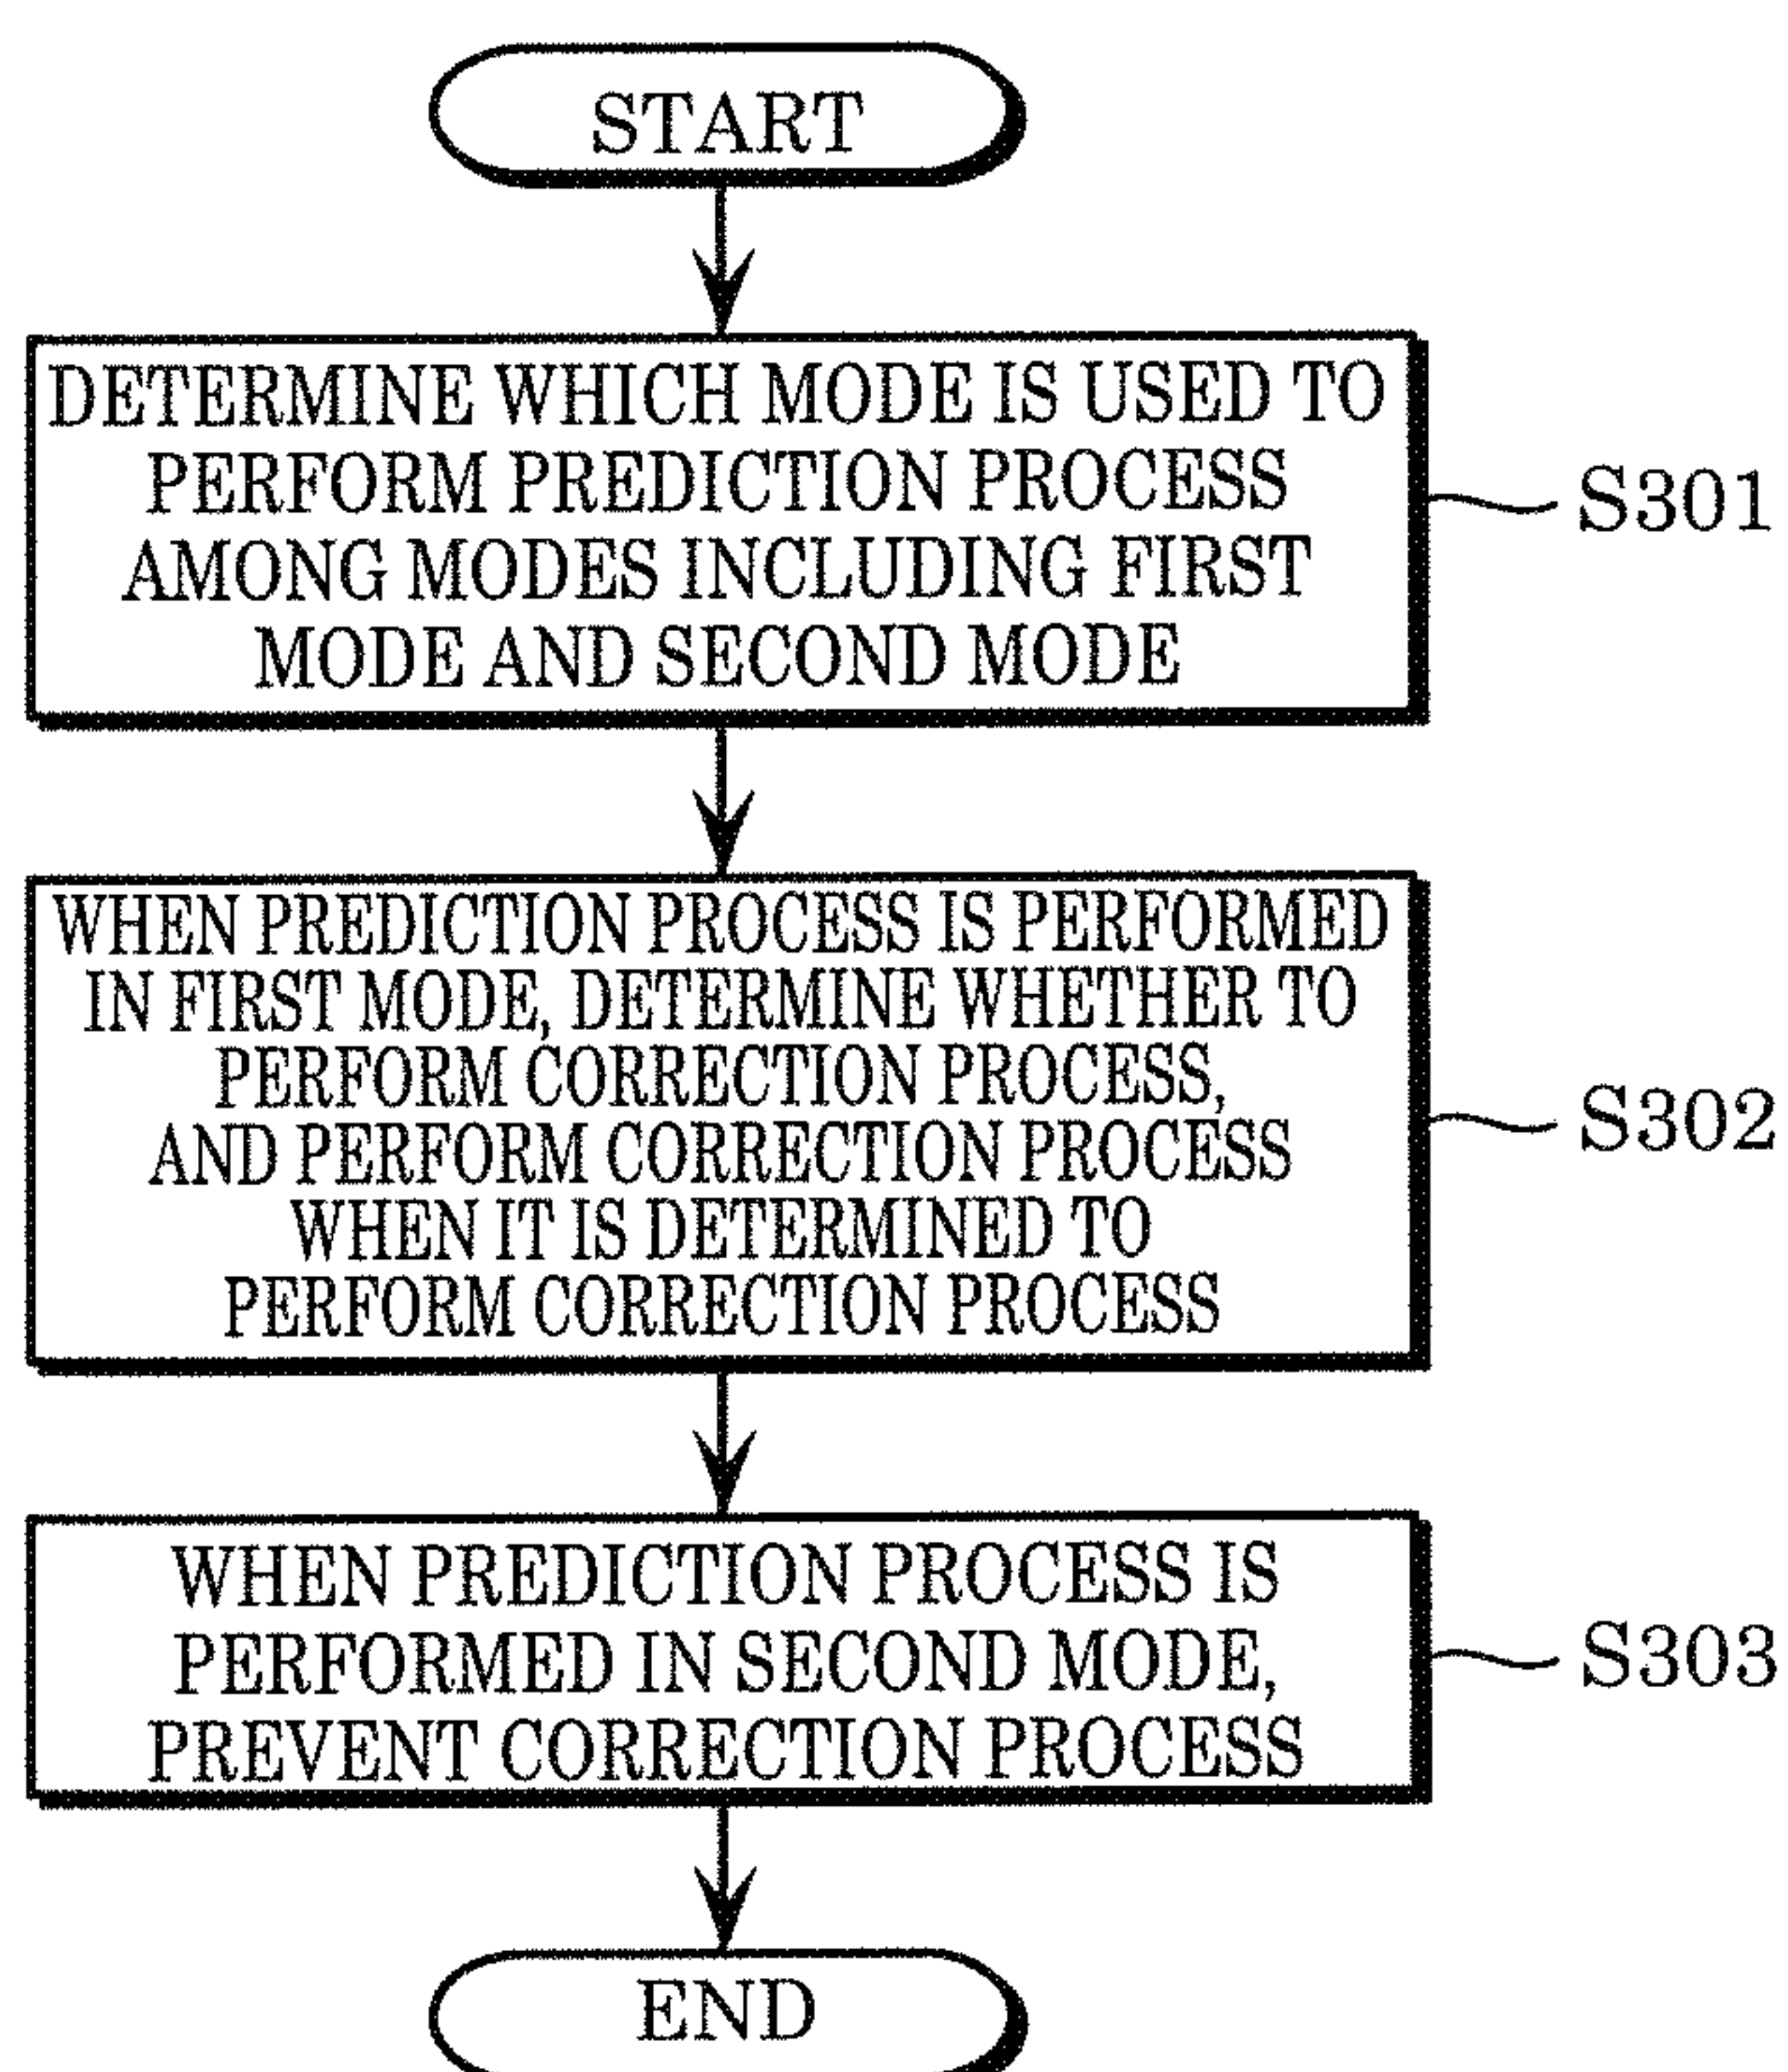 START
DETERMINE WHICH MODE IS USED TO
PERFORM PREDICTION PROCESS
AMONG MODES INCLUDING FIRST
MODE AND SECOND MODE
S301
WHEN PREDICTION PROCESS IS PERFORMED
IN FIRST MODE, DETERMINE WHETHER TO
PERFORM CORRECTION PROCESS,
AND PERFORM CORRECTION PROCESS
WHEN IT IS DETERMINED TO
PERFORM CORRECTION PROCESS
S302
WHEN PREDICTION PROCESS IS
PERFORMED IN SECOND MODE,
PREVENT CORRECTION PROCESS
S303
END